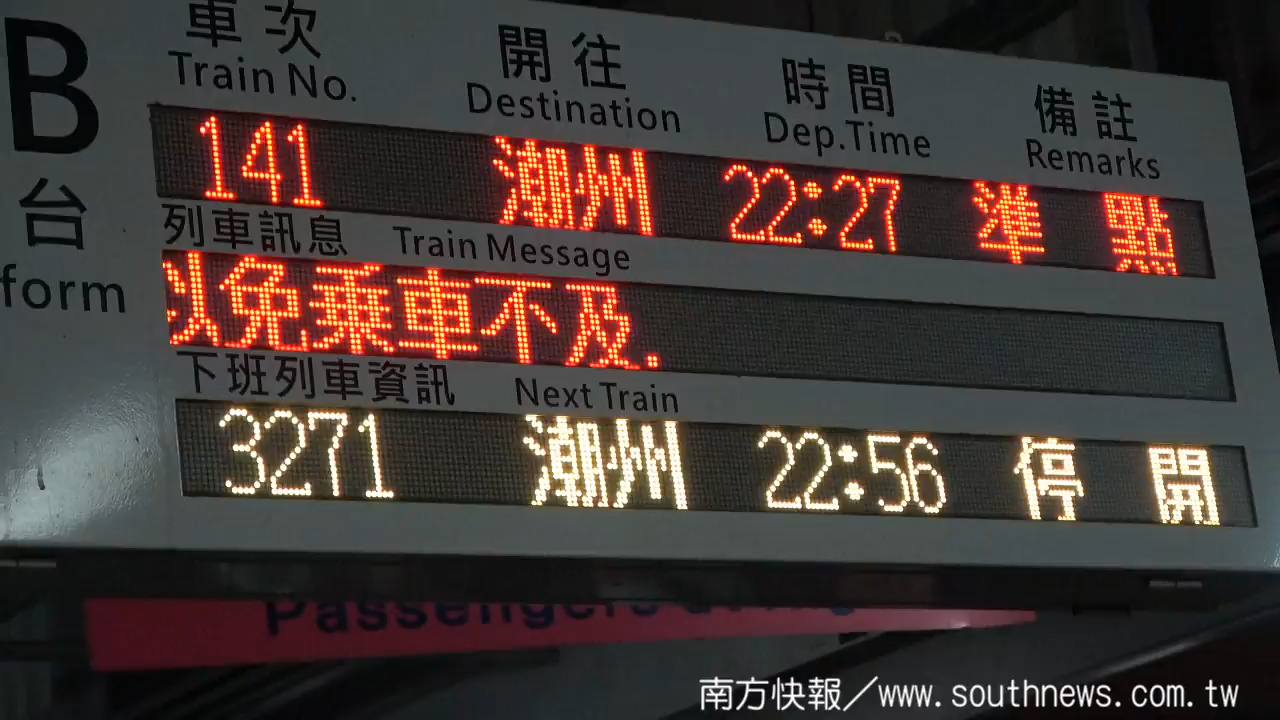 B
台
form
車次 開往 時間 備註
Train No. Destination Dep.Time Remarks
141 潮州 22:27 準 點
列車訊息 Train Message
以免乘車不及.
下班列車資訊 Next Train
3271 潮州 22:56 停 開
Passengers
南方快報／www.southnews.com.tw